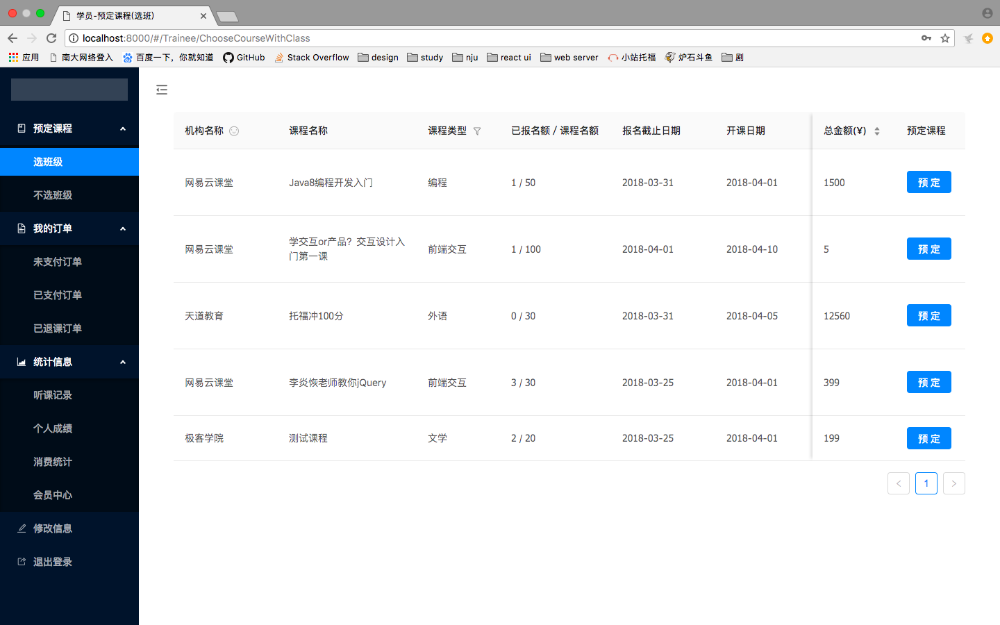 学员-预定课程(选班)
localhost:8000/#/Trainee/ChooseCourseWithClass
应用 南大网络登入 百度一下，你就知道 GitHub Stack Overflow design study nju react ui web server 小站托福 炉石斗鱼 剧
预定课程
选班级
不选班级
我的订单
未支付订单
已支付订单
已退课订单
统计信息
听课记录
个人成绩
消费统计
会员中心
修改信息
退出登录
机构名称 课程名称 课程类型 已报名额 / 课程名额 报名截止日期 开课日期 总金额(¥) 预定课程
网易云课堂 Java8编程开发入门 编程 1 / 50 2018-03-31 2018-04-01 1500 预 定
网易云课堂 学交互or产品？交互设计入 前端交互 1 / 100 2018-04-01 2018-04-10 5 预 定
门第一课
天道教育 托福冲100分 外语 0 / 30 2018-03-31 2018-04-05 12560 预 定
网易云课堂 李炎恢老师教你jQuery 前端交互 3 / 30 2018-03-25 2018-04-01 399 预 定
极客学院 测试课程 文学 2 / 20 2018-03-25 2018-04-01 199 预 定
< 1 >